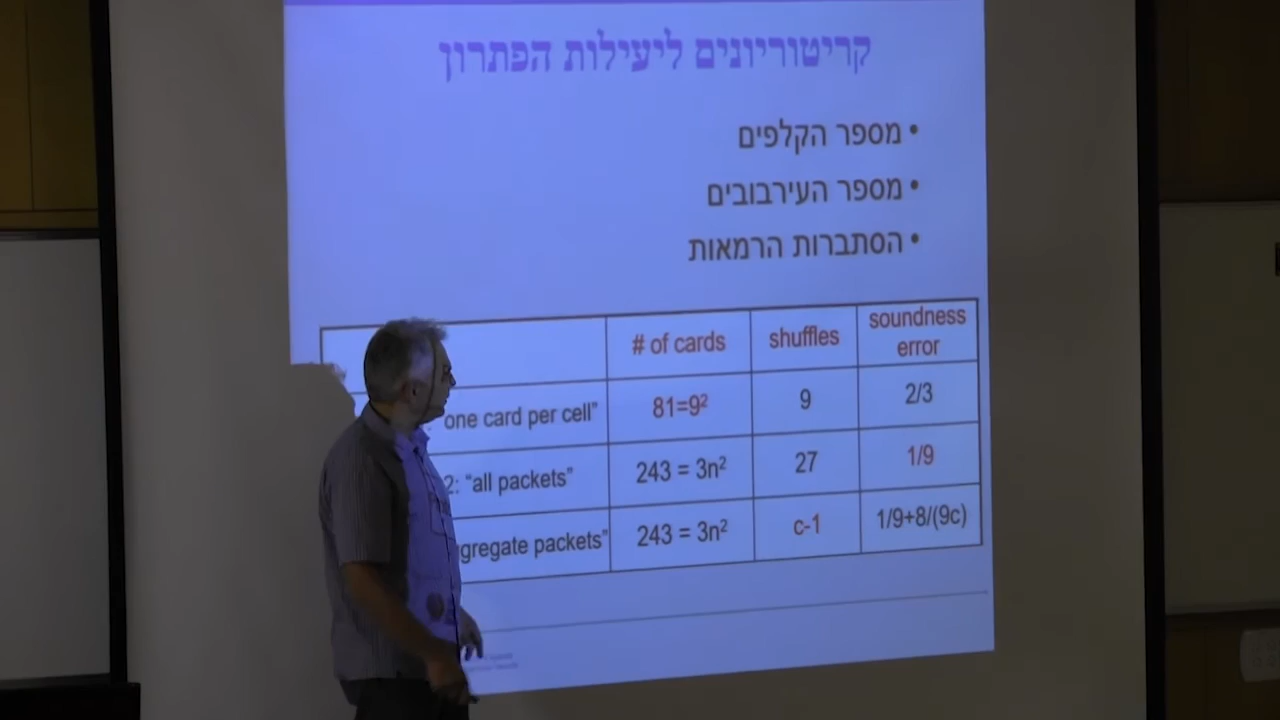 קריטוריונים ליעילות הפתרון
• מספר הקלפים
• מספר העירבובים
• הסתברות הרמאות
# of cards shuffles soundness error
one card per cell” 81=9² 9 2/3
2: “all packets” 243 = 3n² 27 1/9
packets” 243 = 3n² c-1 1/9+8/(9c)